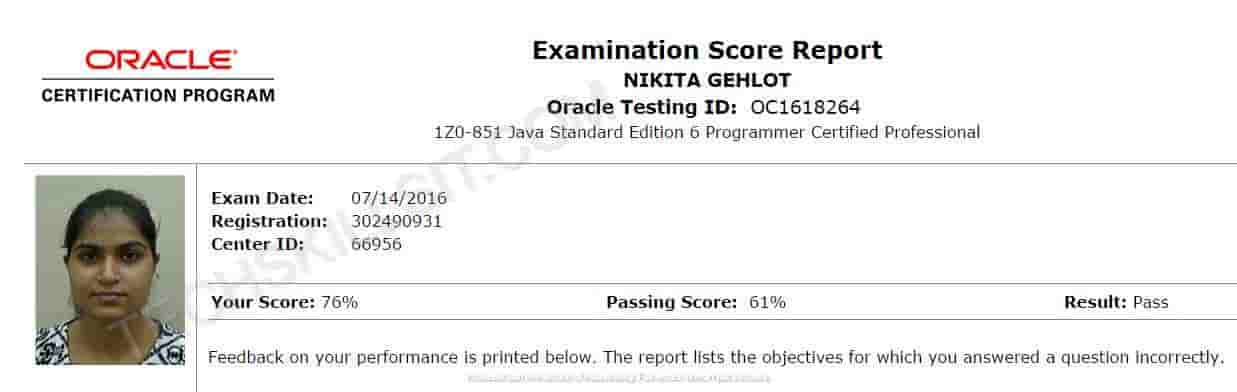 ORACLE
CERTIFICATION PROGRAM
Examination Score Report
NIKITA GEHLOT
Oracle Testing ID: OC1618264
1Z0-851 Java Standard Edition 6 Programmer Certified Professional
Exam Date: 07/14/2016
Registration: 302490931
Center ID: 66956
TECHSKILLSIT.COM
Your Score: 76% Passing Score: 61% Result: Pass
Feedback on your performance is printed below. The report lists the objectives for which you answered a question incorrectly.